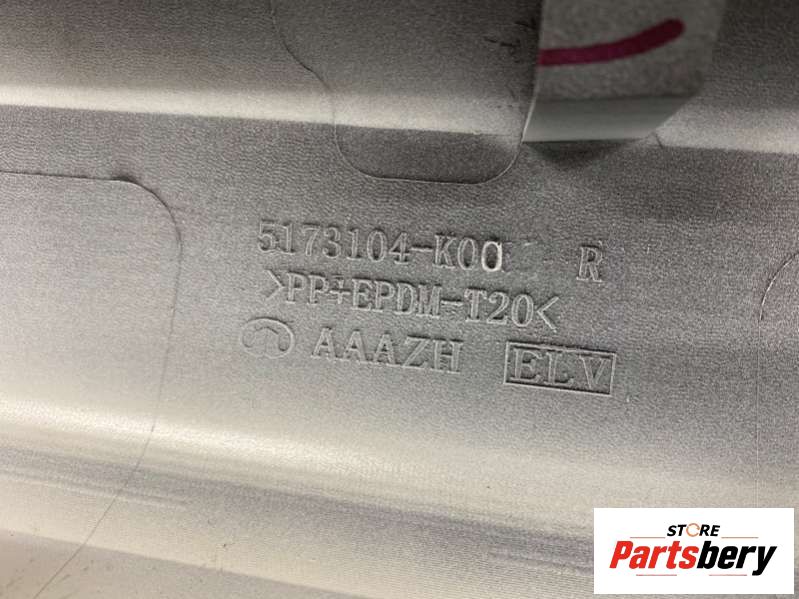 5173104-K00 R
>PP+EPDM-T20<
AAAZH ELV
STORE
Partsbery